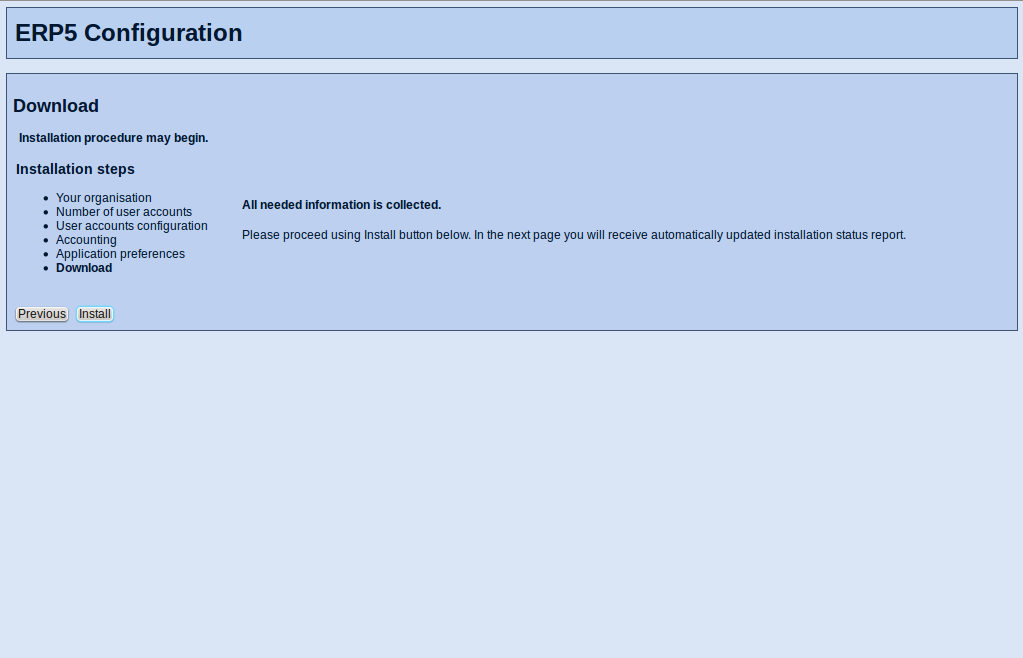 ERP5 Configuration
Download
Installation procedure may begin.
Installation steps
Your organisation
Number of user accounts
User accounts configuration
Accounting
Application preferences
Download
All needed information is collected.
Please proceed using Install button below. In the next page you will receive automatically updated installation status report.
Previous Install